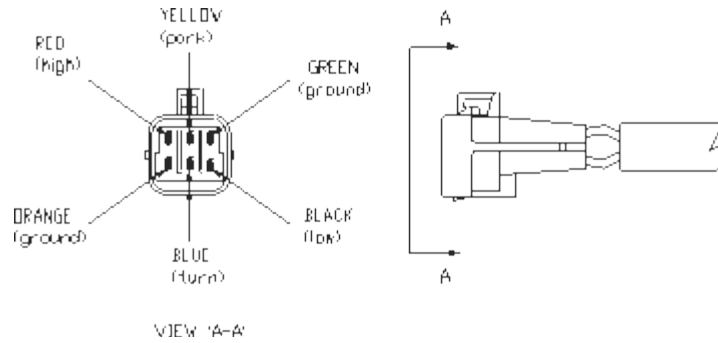 YELLOW
(park)
RED
(high)
GREEN
(ground)
ORANGE
(ground)
BLACK
(low)
BLUE
(turn)
VIEW 'A-A'
A
A